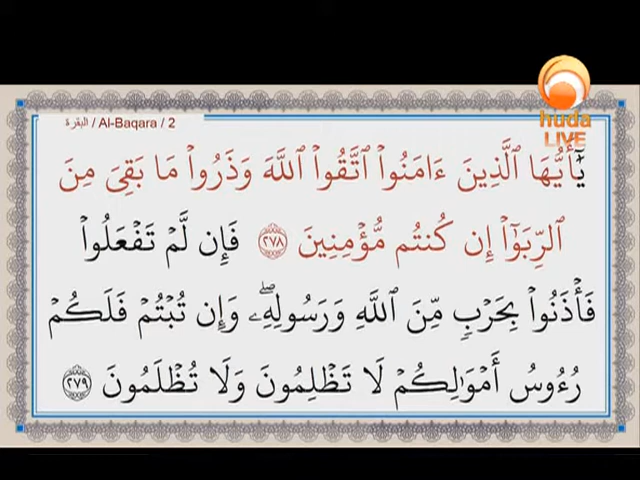 huda
LIVE
البقرة / Al-Baqara / 2
يَٰٓأَيُّهَا ٱلَّذِينَ ءَامَنُوا۟ ٱتَّقُوا۟ ٱللَّهَ وَذَرُوا۟ مَا بَقِىَ مِنَ
ٱلرِّبَوٰٓا۟ إِن كُنتُم مُّؤْمِنِينَ ٢٧٨ فَإِن لَّمْ تَفْعَلُوا۟
فَأْذَنُوا۟ بِحَرْبٍ مِّنَ ٱللَّهِ وَرَسُولِهِۦ ۖ وَإِن تُبْتُمْ فَلَكُمْ
رُءُوسُ أَمْوَٰلِكُمْ لَا تَظْلِمُونَ وَلَا تُظْلَمُونَ ٢٧٩